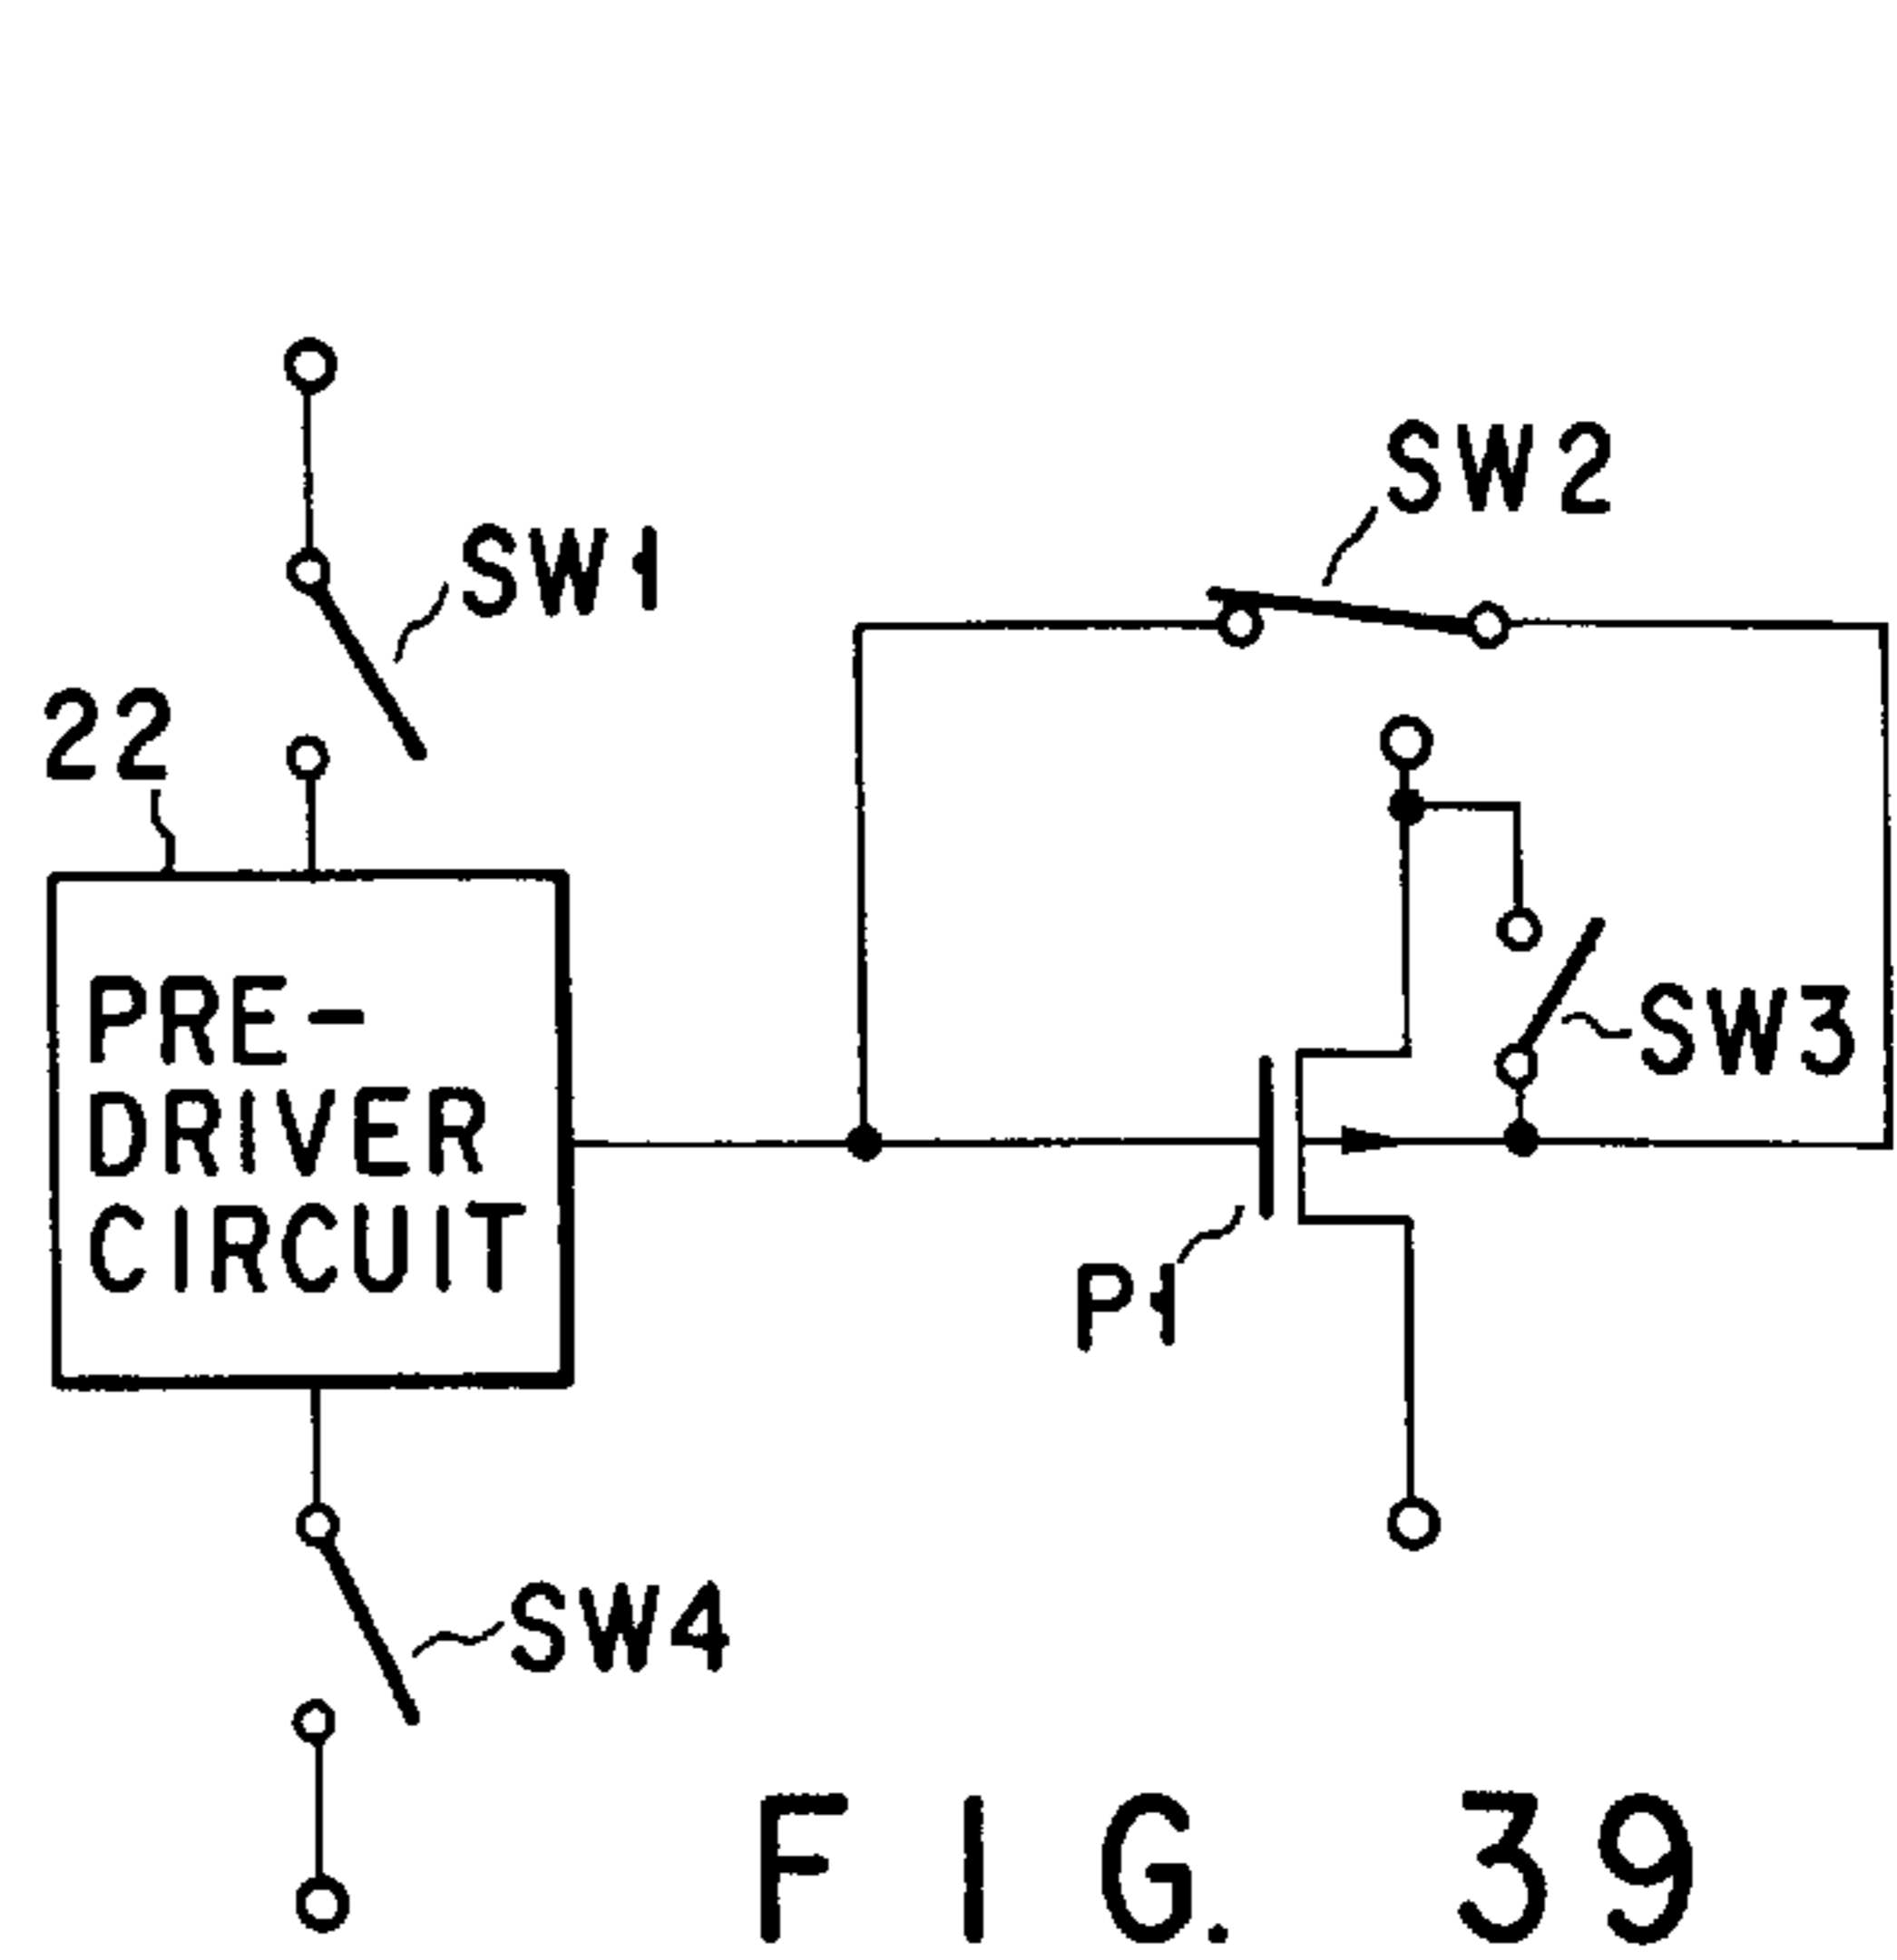 SW2
SW1
22
PRE-
DRIVER
CIRCUIT
SW3
P1
SW4
FIG. 39